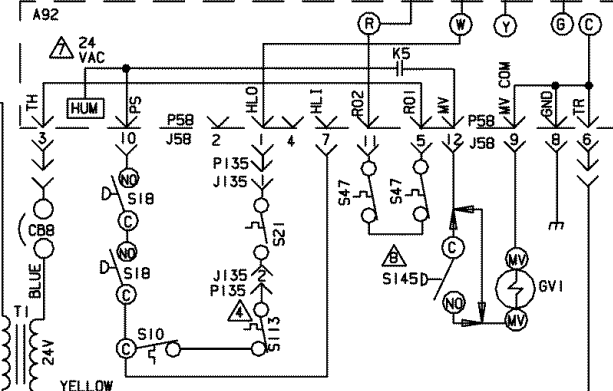 A92
R
W
Y
G
C
7
24
VAC
K5
TH
HUM
PS
HLO
HLI
RO2
RO1
MV
MV COM
GND
TR
P58
J58
P58
J58
3
10
2
1
4
7
11
5
12
9
8
6
P135
J135
1
NO
S18
C
S47
S47
CB8
S21
NO
S18
C
8
C
MV
J135
2
P135
S145
GV1
BLUE
NO
4
MV
T1
24V
S10
C
S113
YELLOW